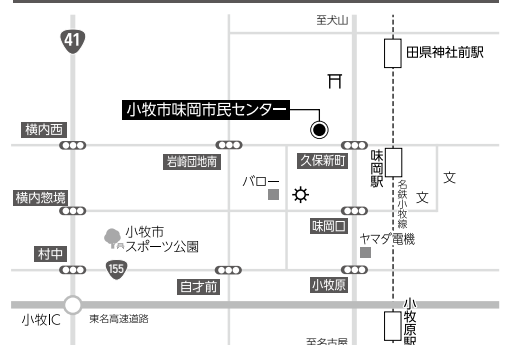 至犬山
41
田県神社前駅
小牧市味岡市民センター
横内西
岩崎団地南
久保新町
味岡駅
バロー
文
文
名鉄小牧線
横内惣境
味岡口
小牧市
スポーツ公園
ヤマダ電機
村中
155
自才前
小牧原
小牧IC
東名高速道路
小牧原駅
至名古屋